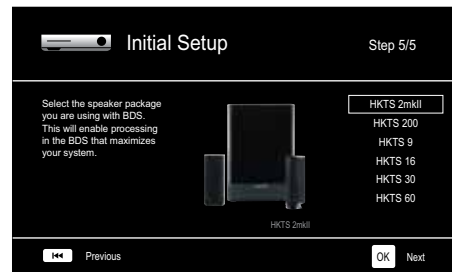 Initial Setup
Step 5/5
Select the speaker package
you are using with BDS.
This will enable processing
in the BDS that maximizes
your system.
HKTS 2mkII
HKTS 2mkII
HKTS 200
HKTS 9
HKTS 16
HKTS 30
HKTS 60
Previous
OK Next